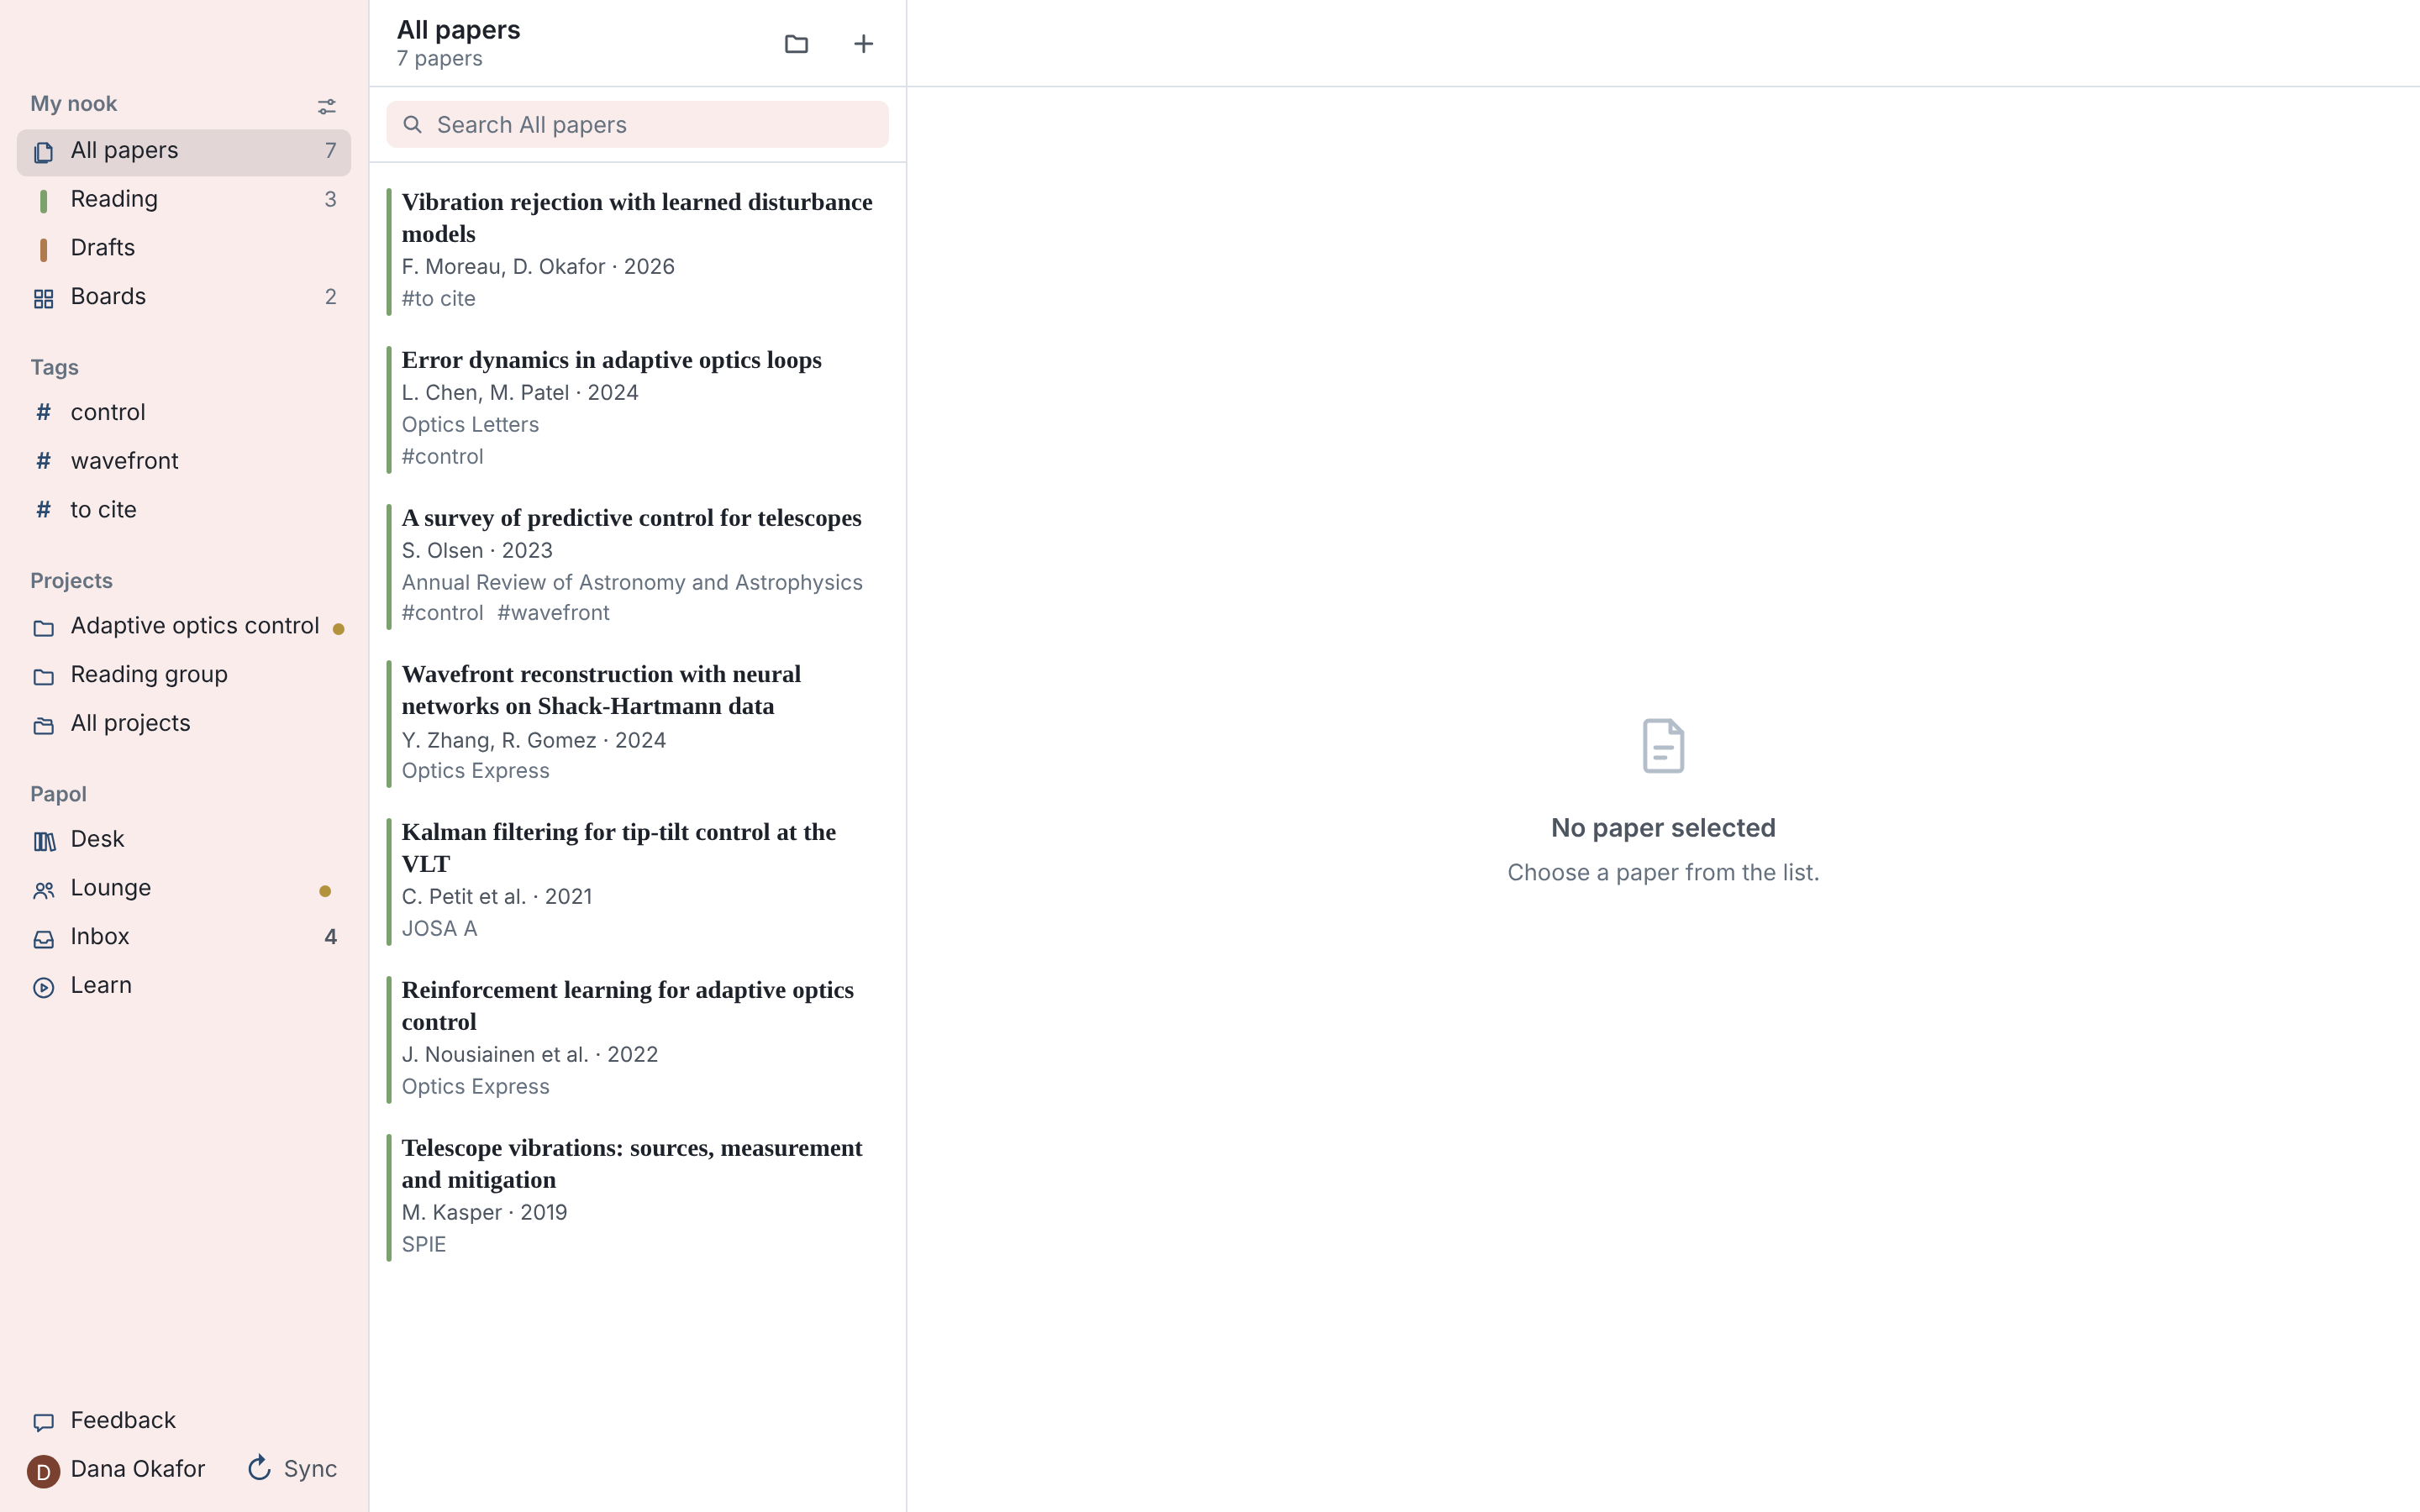 My nook
All papers 7
Reading 3
Drafts
Boards 2
Tags
# control
# wavefront
# to cite
Projects
Adaptive optics control
Reading group
All projects
Papol
Desk
Lounge
Inbox 4
Learn
Feedback
D Dana Okafor Sync
All papers
7 papers
Search All papers
Vibration rejection with learned disturbance
models
F. Moreau, D. Okafor · 2026
#to cite
Error dynamics in adaptive optics loops
L. Chen, M. Patel · 2024
Optics Letters
#control
A survey of predictive control for telescopes
S. Olsen · 2023
Annual Review of Astronomy and Astrophysics
#control #wavefront
Wavefront reconstruction with neural
networks on Shack-Hartmann data
Y. Zhang, R. Gomez · 2024
Optics Express
Kalman filtering for tip-tilt control at the
VLT
C. Petit et al. · 2021
JOSA A
Reinforcement learning for adaptive optics
control
J. Nousiainen et al. · 2022
Optics Express
Telescope vibrations: sources, measurement
and mitigation
M. Kasper · 2019
SPIE
No paper selected
Choose a paper from the list.